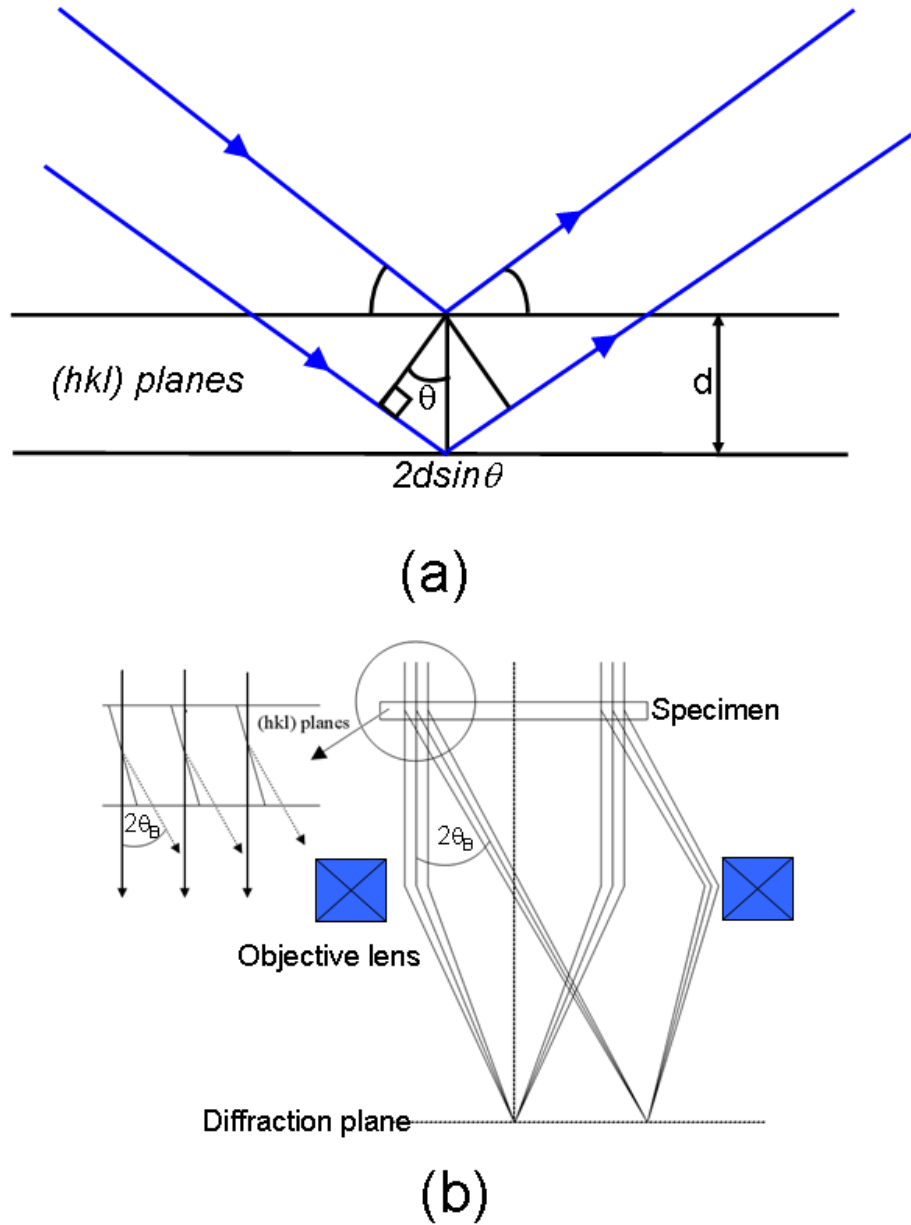 (hkl) planes
θ
d
2dsinθ
(a)
(hkl) planes
Specimen
2θB
2θB
Objective lens
Diffraction plane
(b)